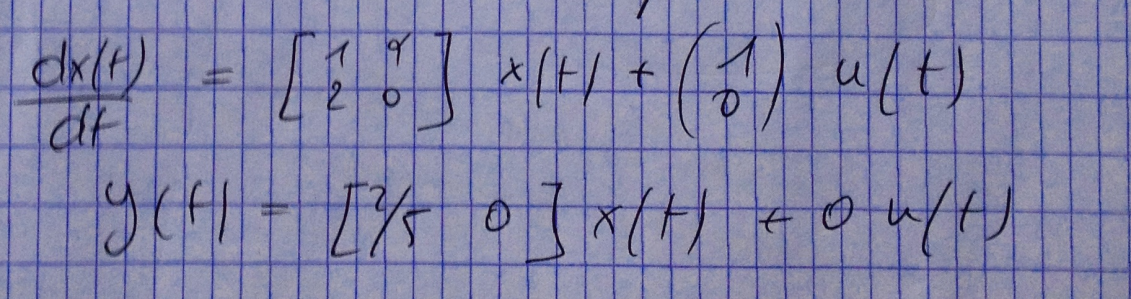 dx(t)/dt = [1 9; 2 0] x(t) + (1; 0) u(t)
y(t) = [2/5 0] x(t) + 0 u(t)